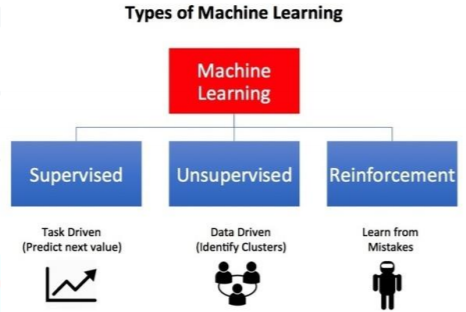 Types of Machine Learning
Machine
Learning
Supervised
Unsupervised
Reinforcement
Task Driven
(Predict next value)
Data Driven
(Identify Clusters)
Learn from
Mistakes